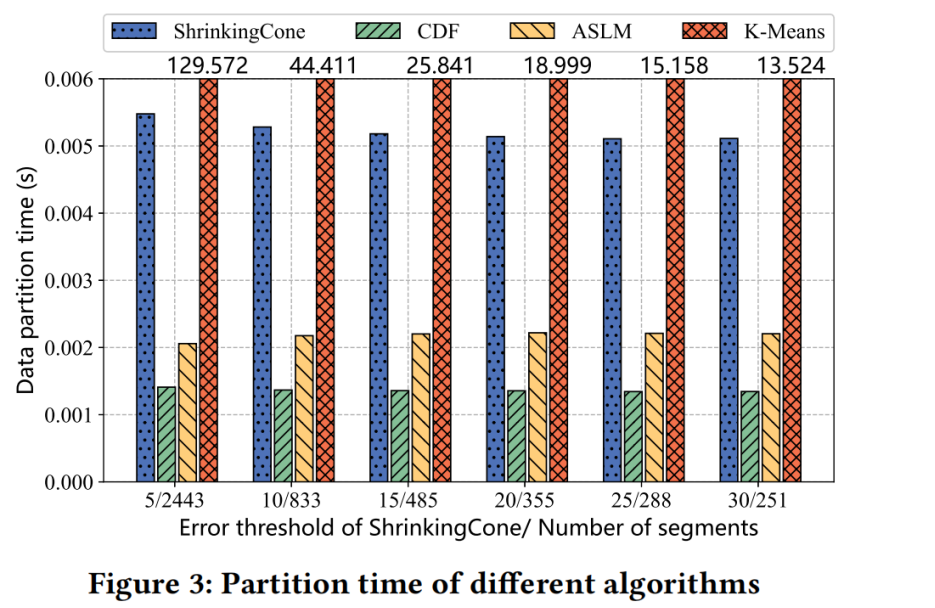 ShrinkingCone CDF ASLM K-Means
129.572 44.411 25.841 18.999 15.158 13.524
0.006
0.005
0.004
0.003
0.002
0.001
0.000
Data partition time (s)
5/2443 10/833 15/485 20/355 25/288 30/251
Error threshold of ShrinkingCone/ Number of segments
Figure 3: Partition time of different algorithms